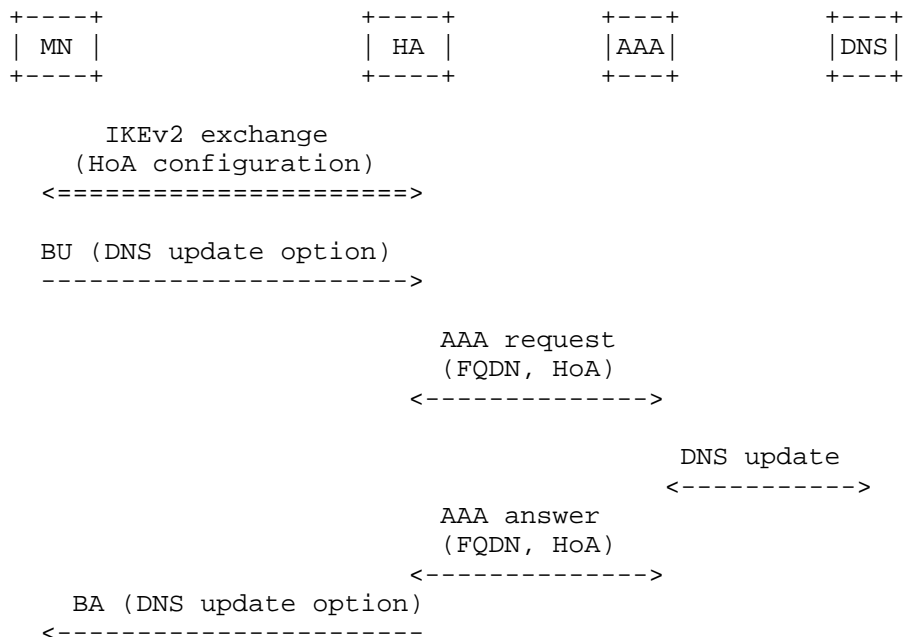 +----+ +----+ +---+ +---+
| MN | | HA | |AAA| |DNS|
+----+ +----+ +---+ +---+
IKEv2 exchange
(HoA configuration)
<======================>
BU (DNS update option)
----------------------->
AAA request
(FQDN, HoA)
<-------------->
DNS update
<----------->
AAA answer
(FQDN, HoA)
<-------------->
BA (DNS update option)
<-----------------------